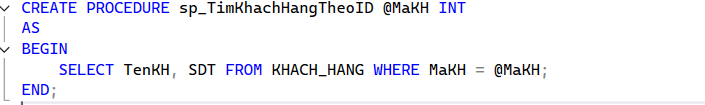 CREATE PROCEDURE sp_TimKhachHangTheoID @MaKH INT
AS
BEGIN
    SELECT TenKH, SDT FROM KHACH_HANG WHERE MaKH = @MaKH;
END;